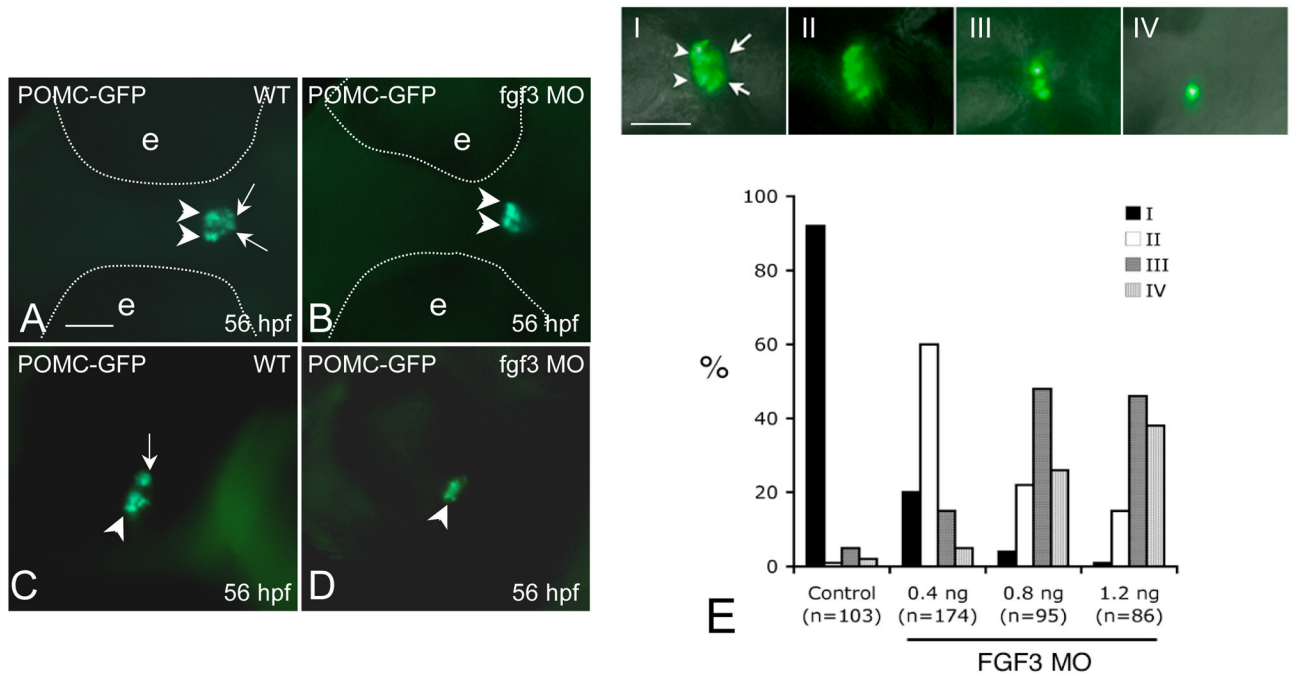 POMC-GFP WT
e
e
A 56 hpf
POMC-GFP fgf3 MO
e
e
B 56 hpf
POMC-GFP WT
C 56 hpf
POMC-GFP fgf3 MO
D 56 hpf
I II III IV
100
80
60
40
20
0
%
I
II
III
IV
Control 0.4 ng 0.8 ng 1.2 ng
(n=103) (n=174) (n=95) (n=86)
E
FGF3 MO